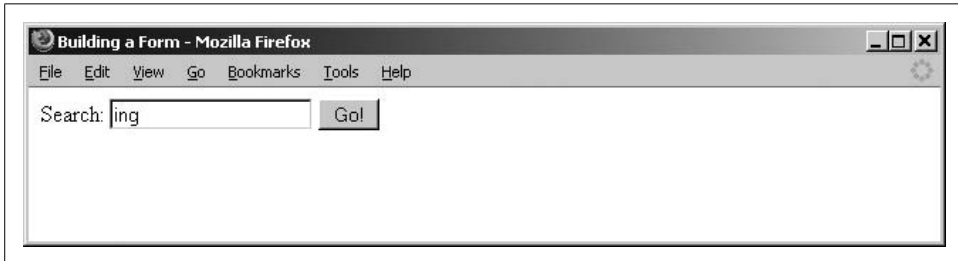 Building a Form - Mozilla Firefox
File Edit View Go Bookmarks Tools Help
Search: ing Go!